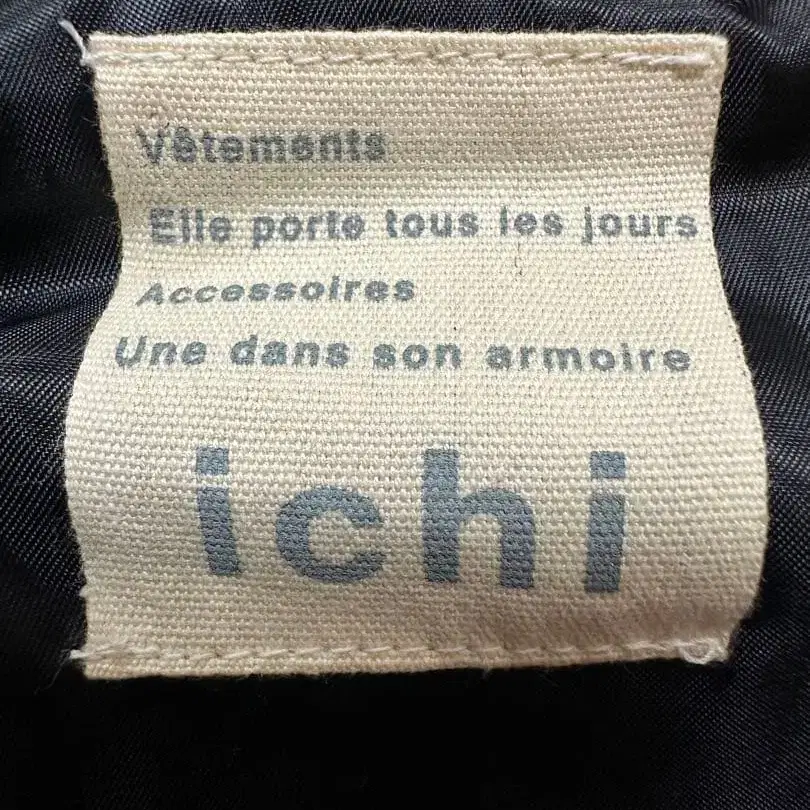 Vêtements
Elle porte tous les jours
Accessoires
Une dans son armoire
ichi